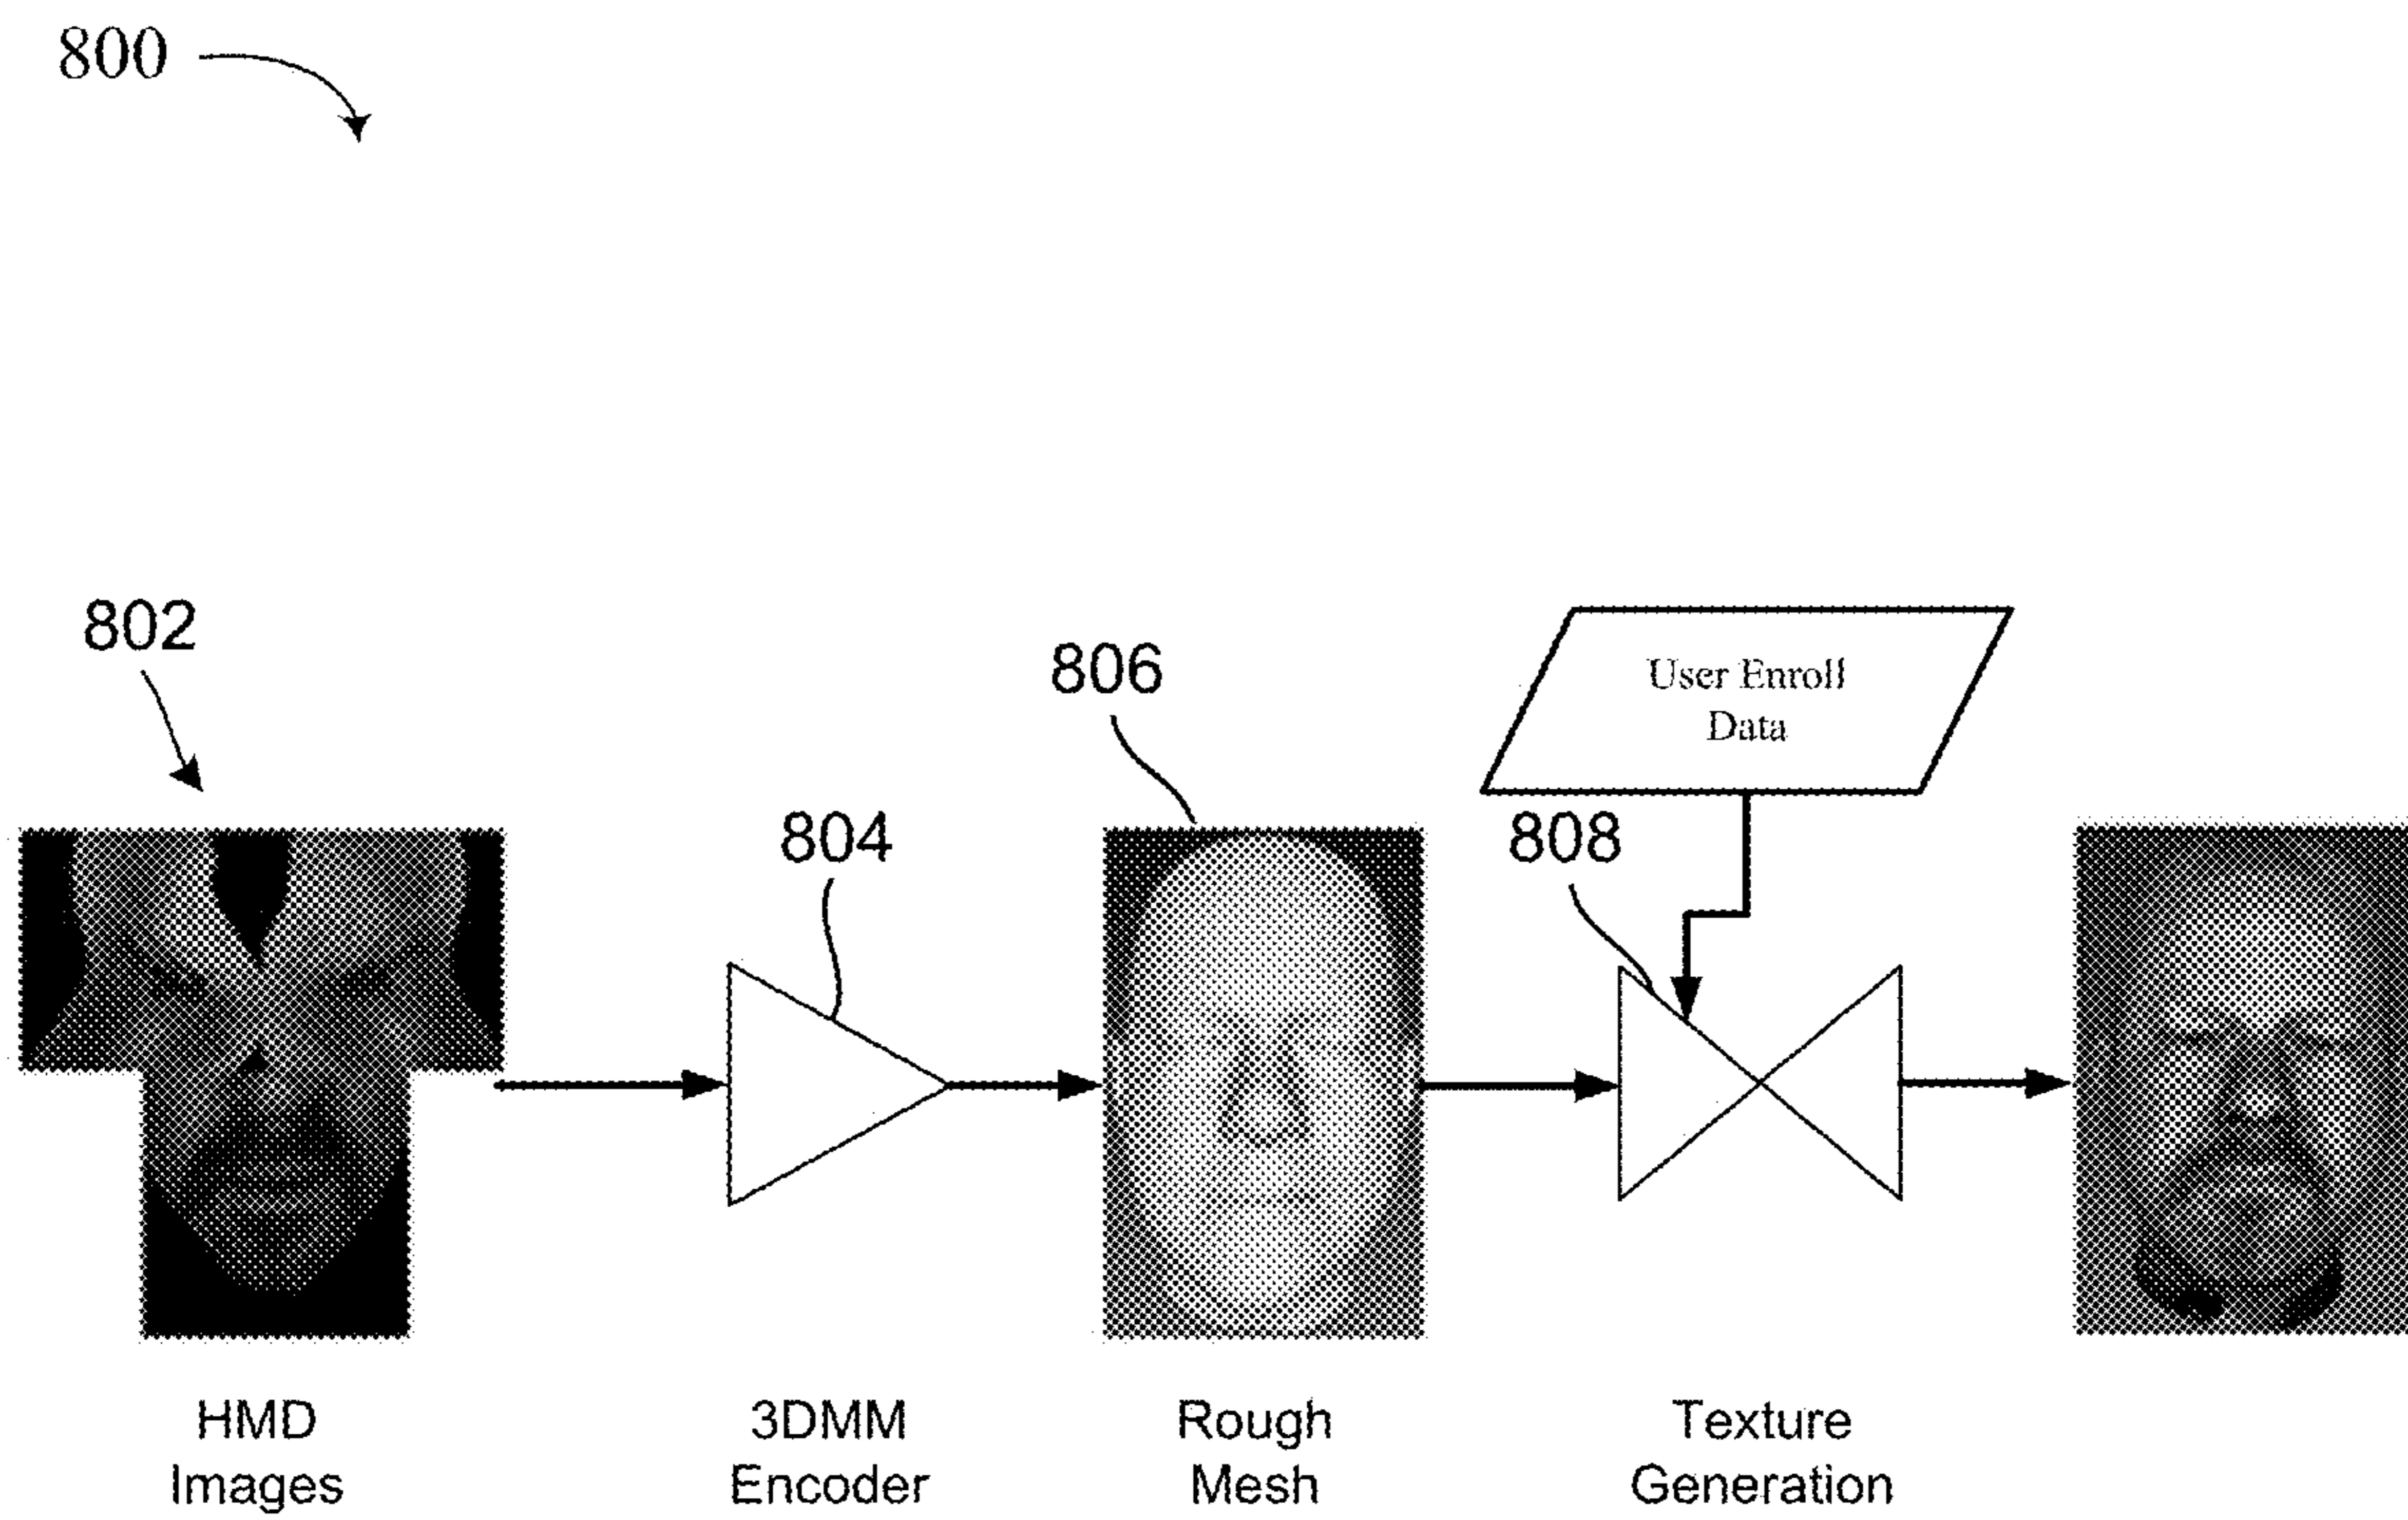 800
802
806
User Enroll
Data
804
808
HMD
Images
3DMM
Encoder
Rough
Mesh
Texture
Generation